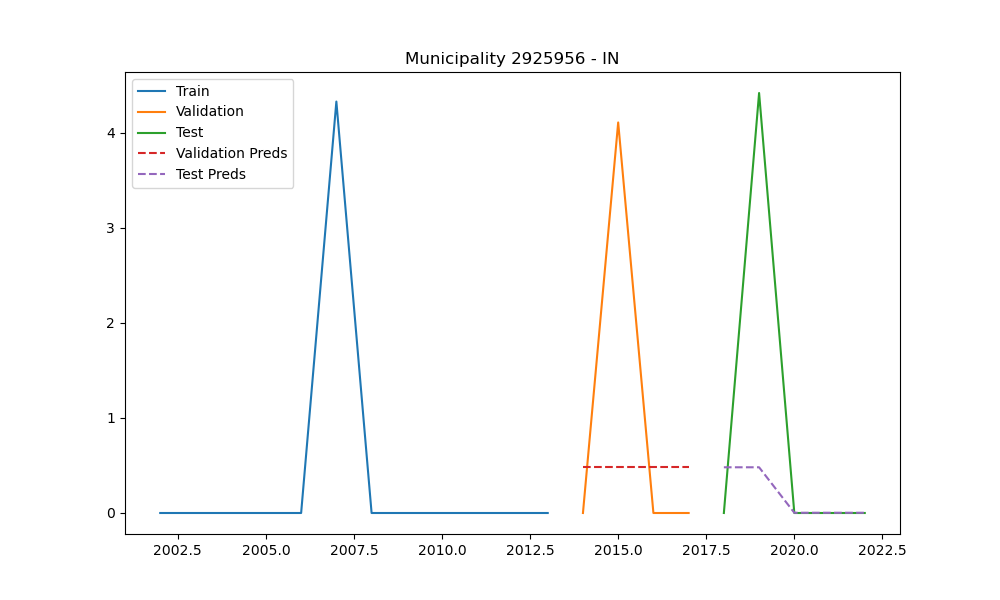 Municipality 2925956 - IN
Train
Validation
Test
Validation Preds
Test Preds
4
3
2
1
0
2002.5 2005.0 2007.5 2010.0 2012.5 2015.0 2017.5 2020.0 2022.5